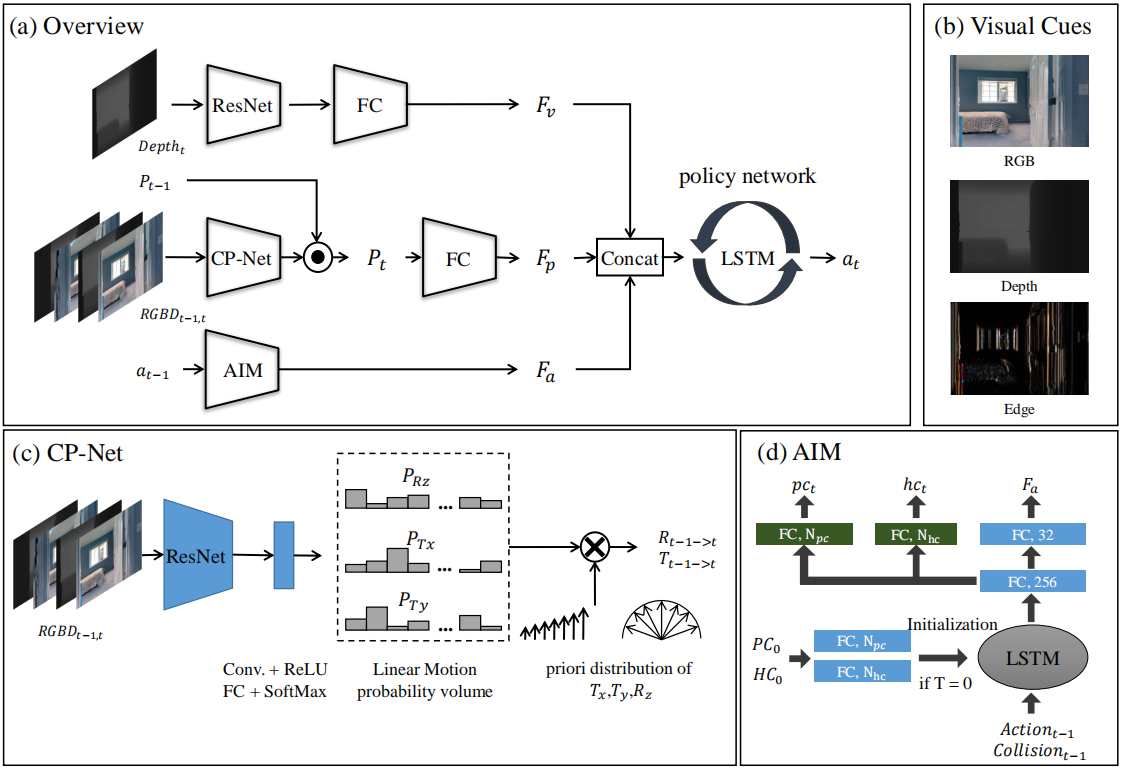 (a) Overview
ResNet
FC
F_v
Depth_t
P_{t-1}
policy network
CP-Net
P_t
FC
F_p
Concat
LSTM
a_t
RGBD_{t-1,t}
a_{t-1}
AIM
F_a
(b) Visual Cues
RGB
Depth
Edge
(c) CP-Net
ResNet
RGBD_{t-1,t}
Conv. + ReLU
FC + SoftMax
P_{Rz}
...
P_{Tx}
...
P_{Ty}
...
Linear Motion
probability volume
R_{t-1->t}
T_{t-1->t}
priori distribution of
T_x,T_y,R_z
(d) AIM
pc_t
hc_t
F_a
FC, N_{pc}
FC, N_{hc}
FC, 32
FC, 256
PC_0
HC_0
FC, N_{pc}
FC, N_{hc}
Initialization
if T = 0
LSTM
Action_{t-1}
Collision_{t-1}